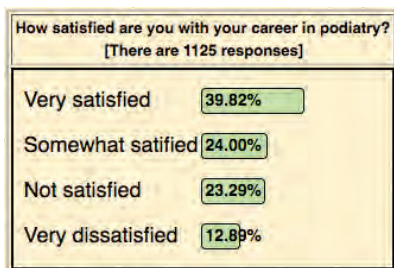 How satisfied are you with your career in podiatry?
[There are 1125 responses]
Very satisfied 39.82%
Somewhat satified 24.00%
Not satisfied 23.29%
Very dissatisfied 12.89%